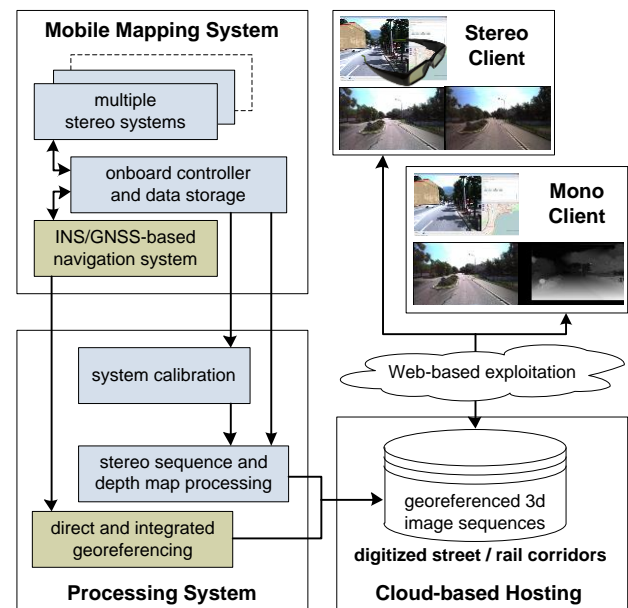 Mobile Mapping System
multiple
stereo systems
onboard controller
and data storage
INS/GNSS-based
navigation system
system calibration
stereo sequence and
depth map processing
direct and integrated
georeferencing
Processing System
Stereo
Client
Mono
Client
Web-based exploitation
georeferenced 3d
image sequences
digitized street / rail corridors
Cloud-based Hosting